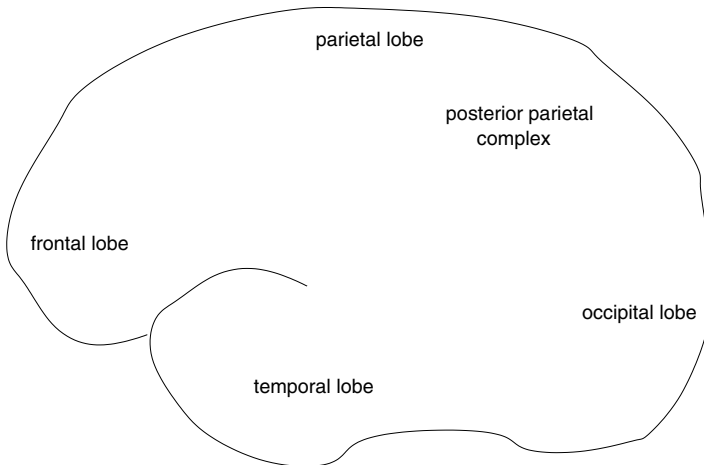 parietal lobe
posterior parietal
complex
frontal lobe
occipital lobe
temporal lobe